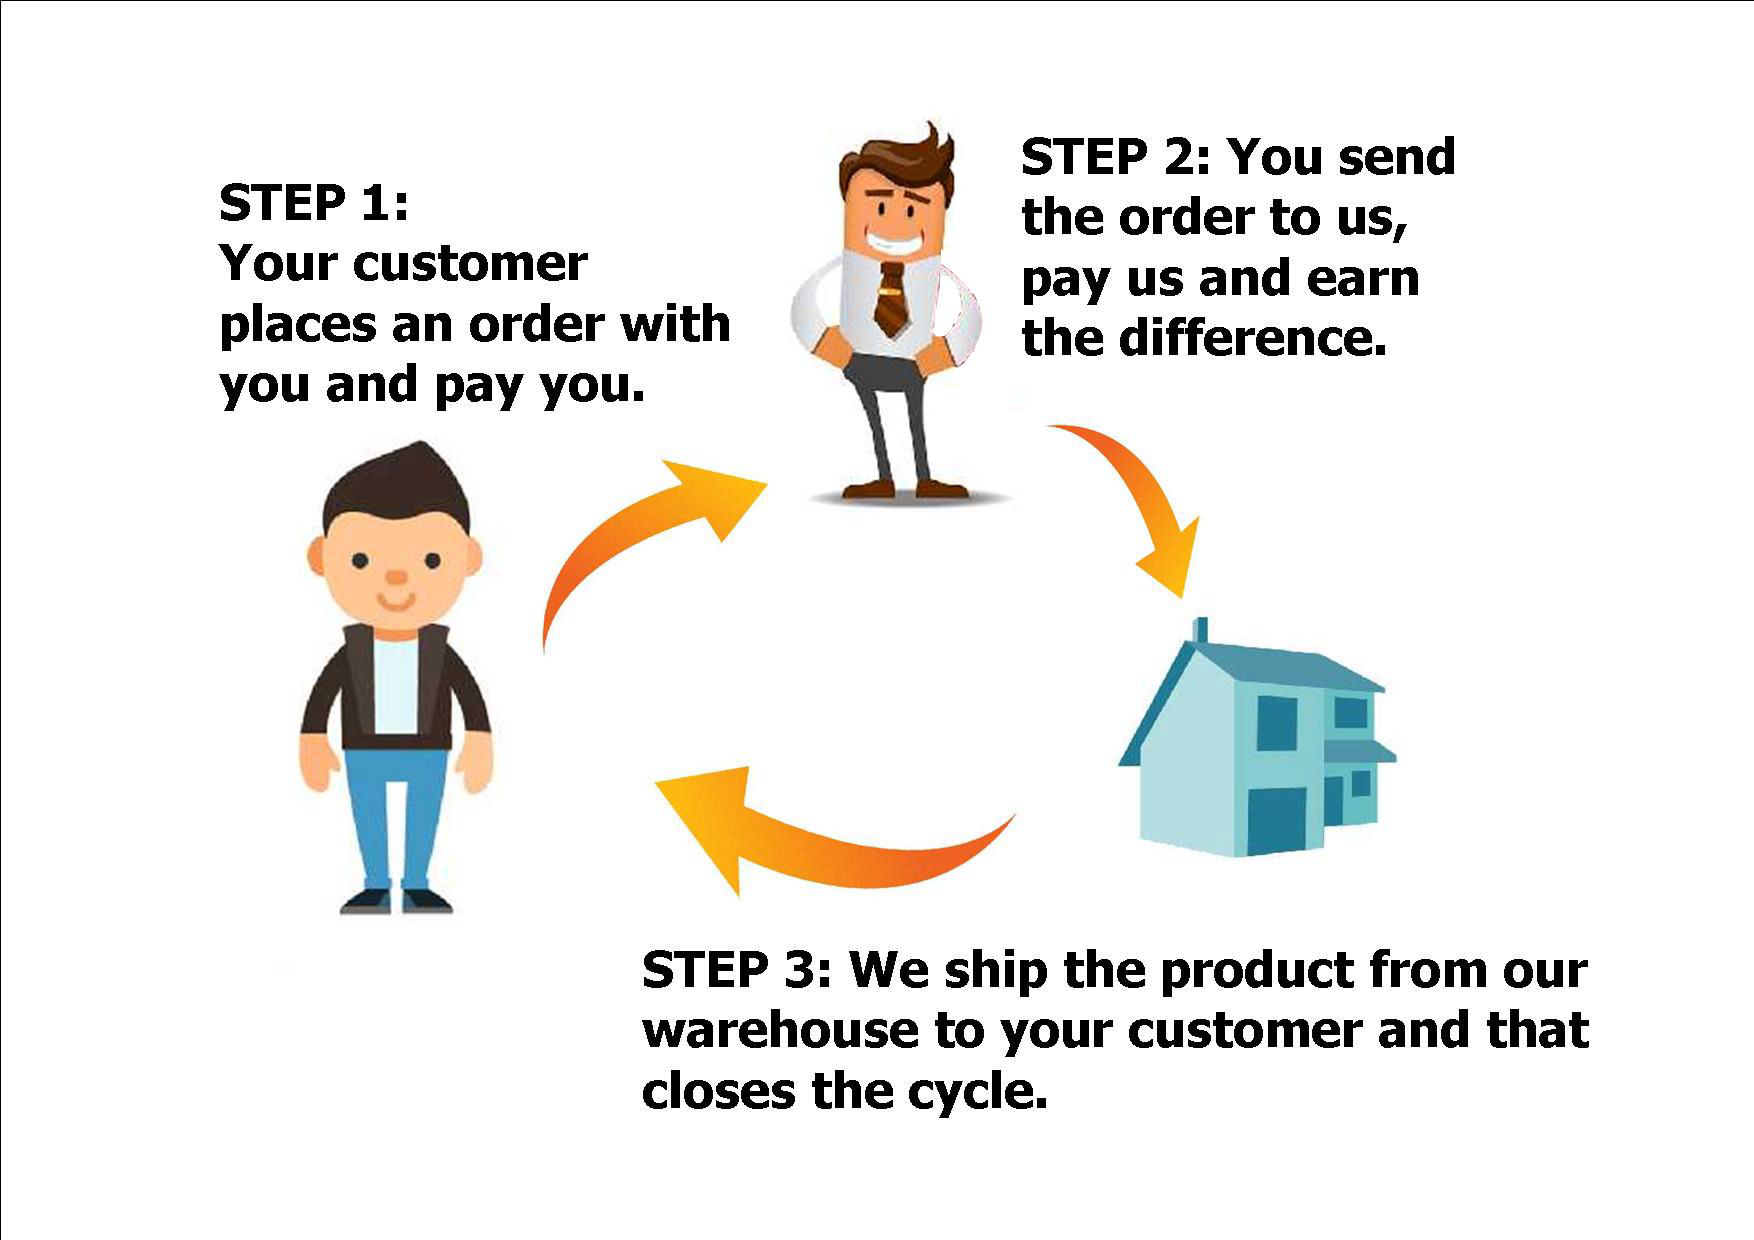 STEP 1:
Your customer
places an order with
you and pay you.
STEP 2: You send
the order to us,
pay us and earn
the difference.
STEP 3: We ship the product from our
warehouse to your customer and that
closes the cycle.